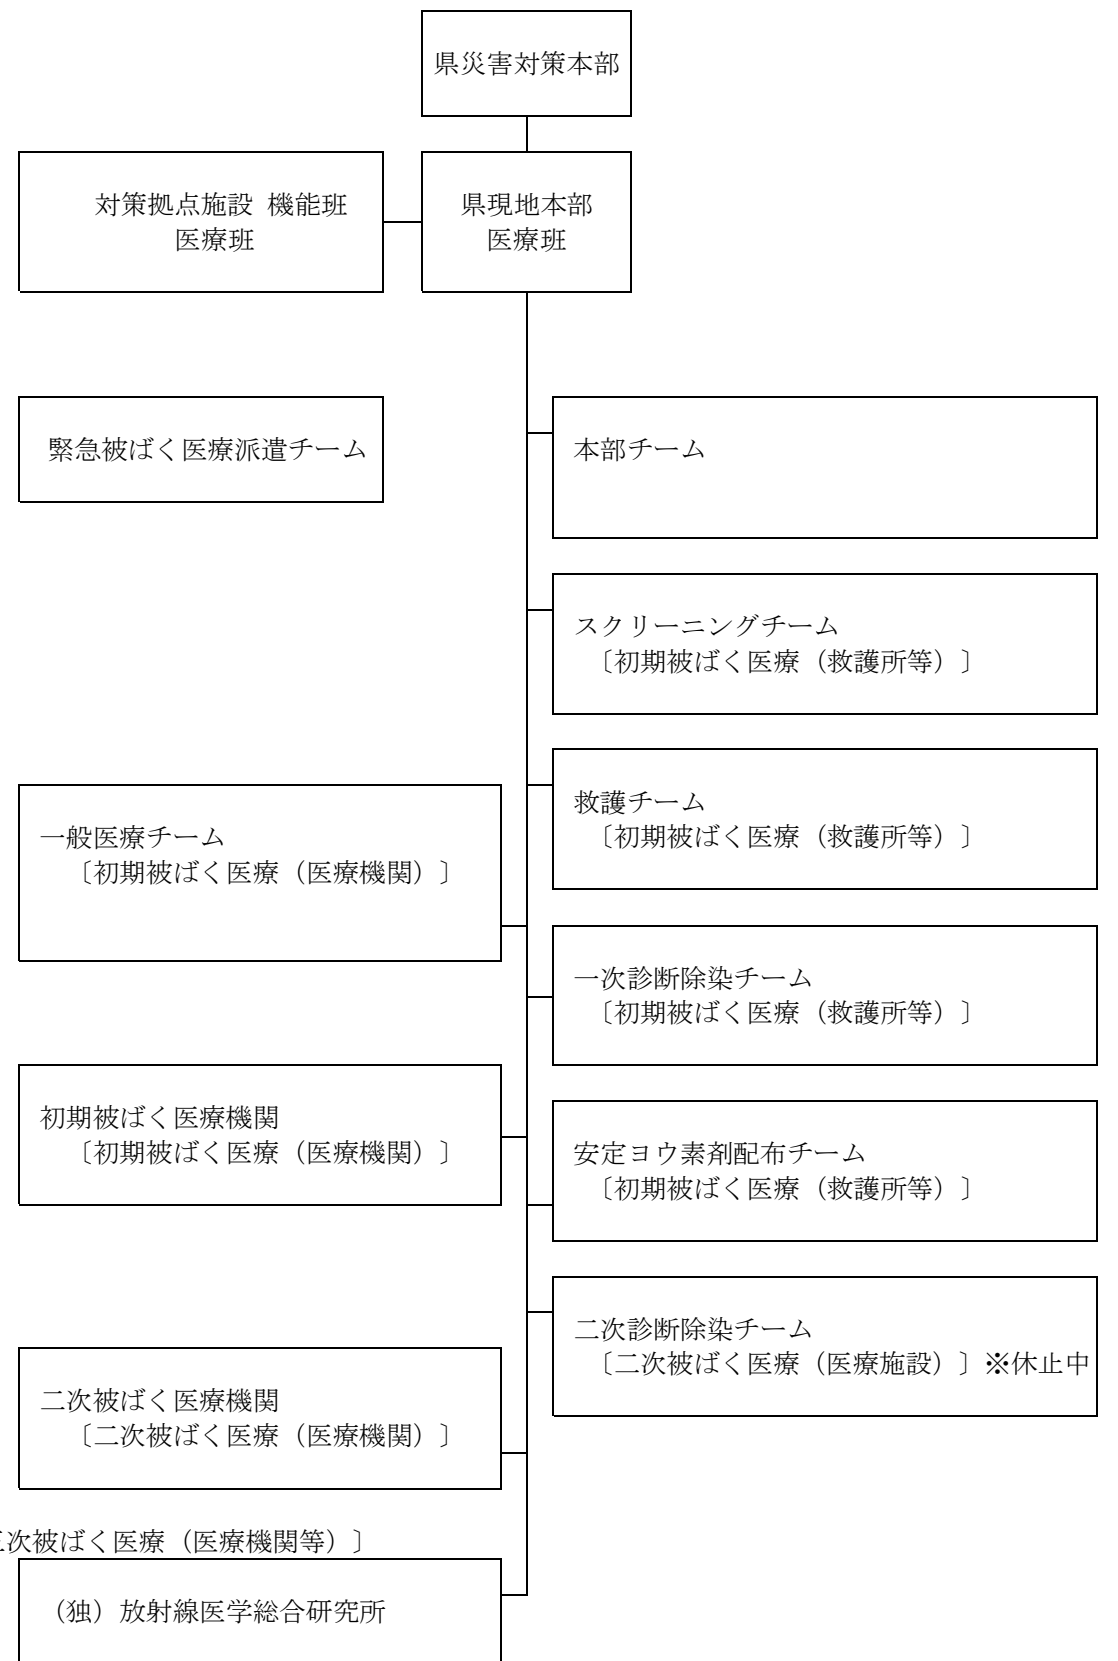 県災害対策本部
対策拠点施設 機能班
医療班
県現地本部
医療班
緊急被ばく医療派遣チーム
本部チーム
スクリーニングチーム
〔初期被ばく医療（救護所等）〕
救護チーム
〔初期被ばく医療（救護所等）〕
一般医療チーム
〔初期被ばく医療（医療機関）〕
一次診断除染チーム
〔初期被ばく医療（救護所等）〕
初期被ばく医療機関
〔初期被ばく医療（医療機関）〕
安定ヨウ素剤配布チーム
〔初期被ばく医療（救護所等）〕
二次診断除染チーム
〔二次被ばく医療（医療施設）〕※休止中
二次被ばく医療機関
〔二次被ばく医療（医療機関）〕
次被ばく医療（医療機関等）〕
（独）放射線医学総合研究所